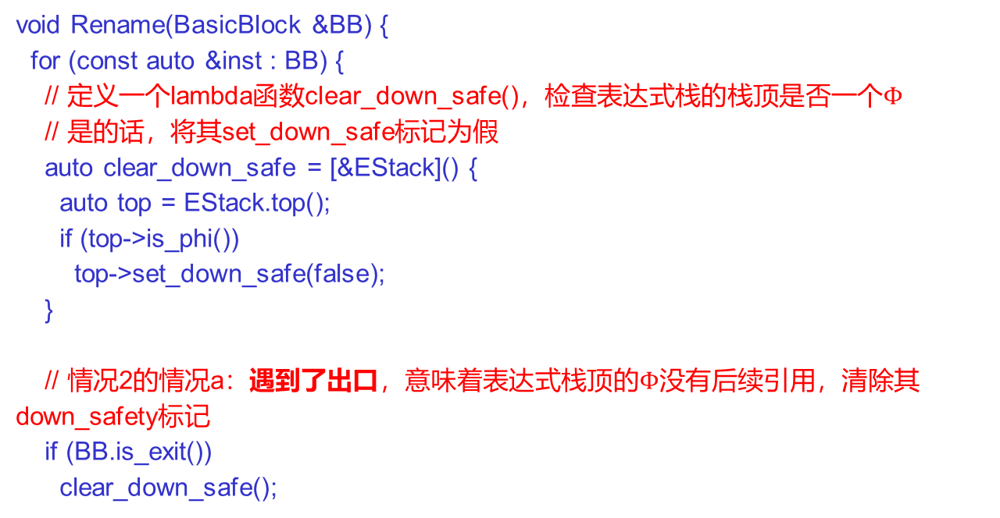 void Rename(BasicBlock &BB) {
for (const auto &inst : BB) {
// 定义一个lambda函数clear_down_safe()，检查表达式栈的栈顶是否一个Φ
// 是的话，将其set_down_safe标记为假
auto clear_down_safe = [&EStack]() {
auto top = EStack.top();
if (top->is_phi())
top->set_down_safe(false);
}
// 情况2的情况a：遇到了出口，意味着表达式栈顶的Φ没有后续引用，清除其
down_safety标记
if (BB.is_exit())
clear_down_safe();